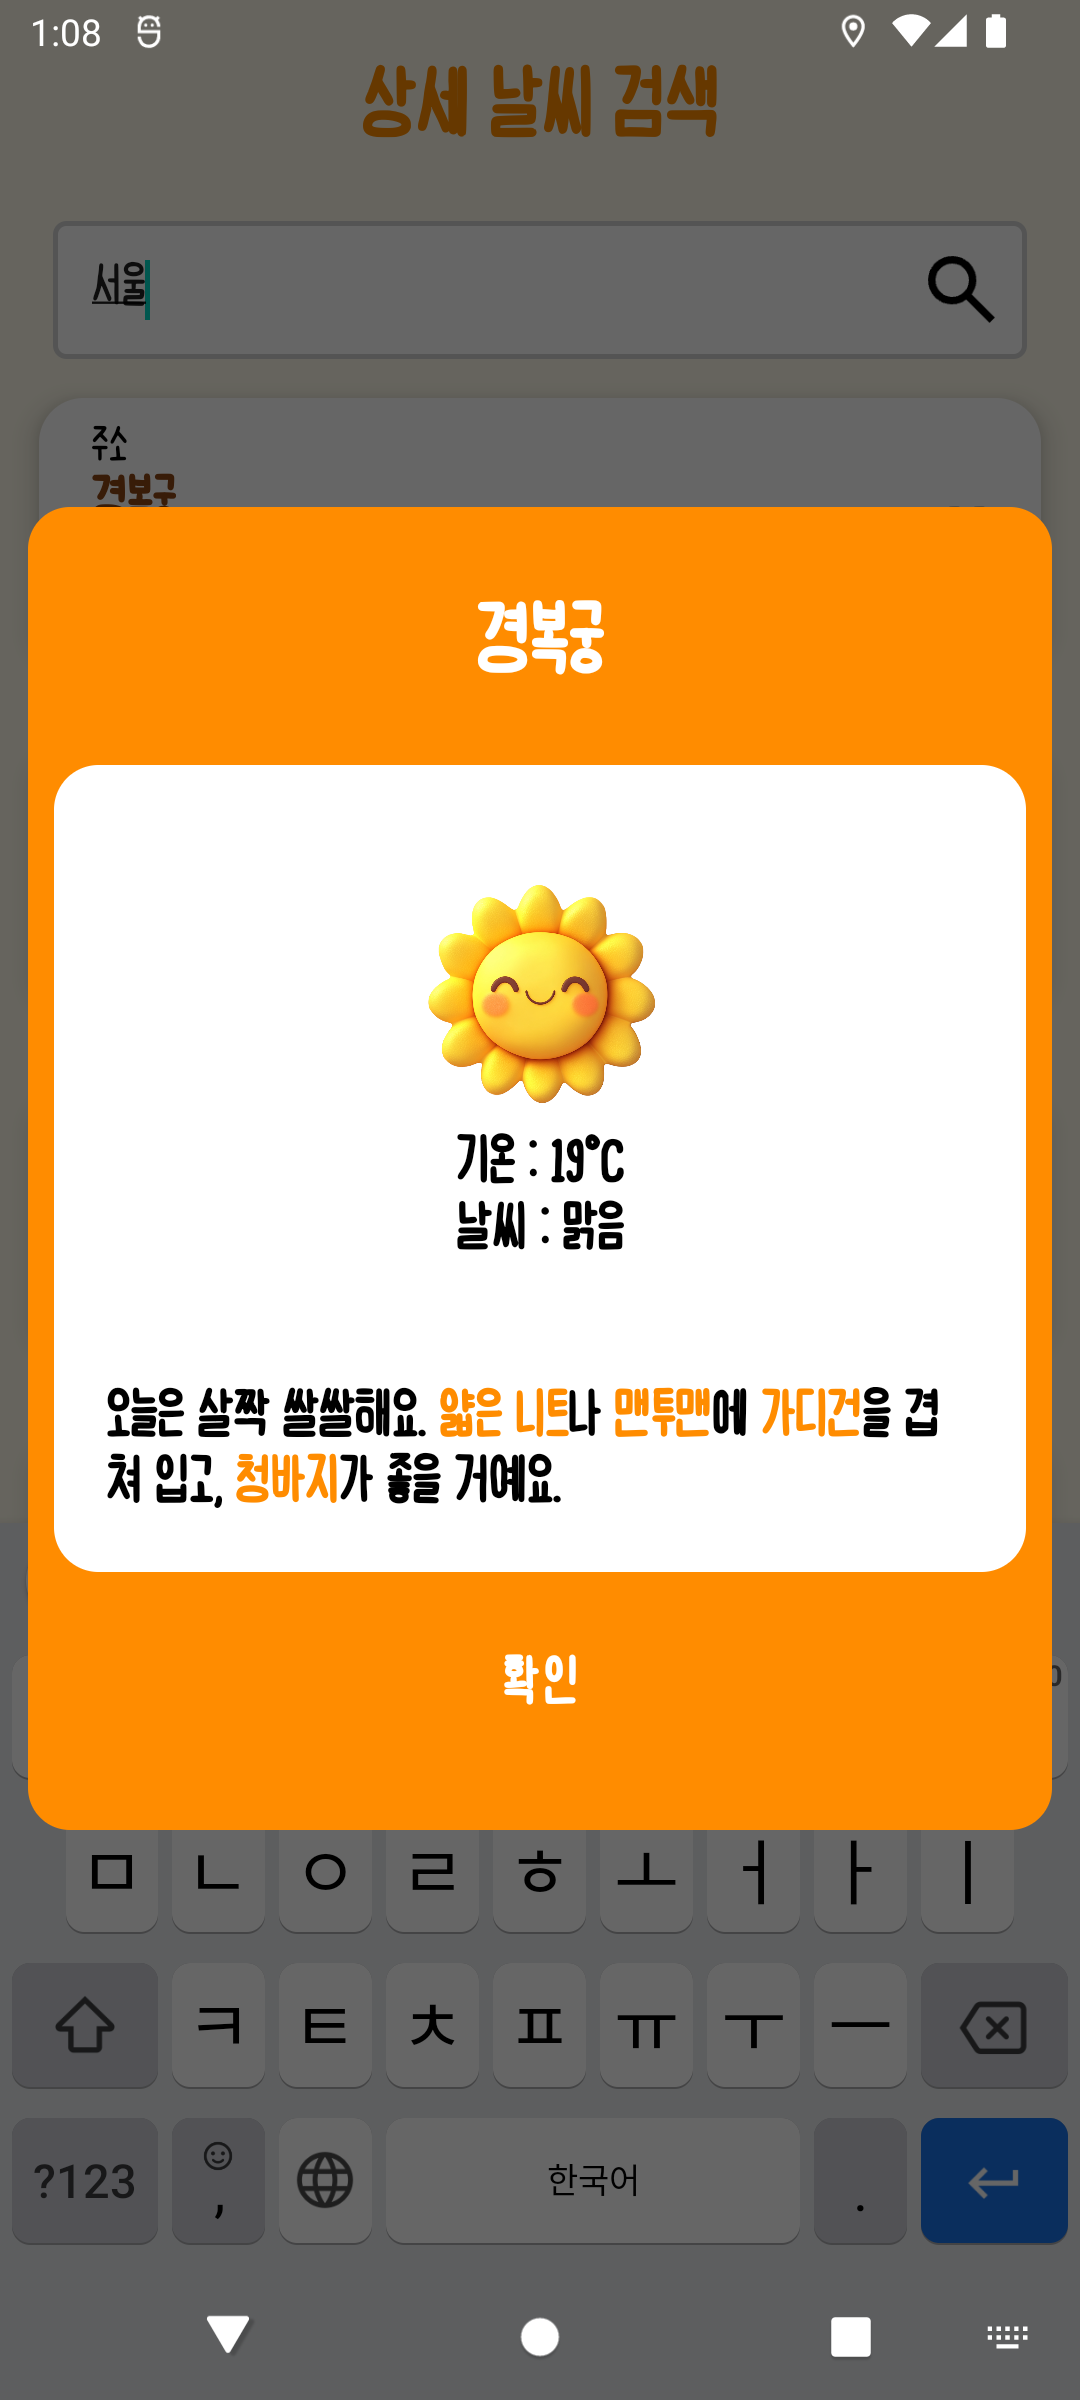 1:08
상세 날씨 검색
서울
주소
경복궁
경복궁
기온 : 19°C
날씨 : 맑음
오늘은 살짝 쌀쌀해요. 얇은 니트나 맨투맨에 가디건을 겹
쳐 입고, 청바지가 좋을 거예요.
확인
ㅁ ㄴ ㅇ ㄹ ㅎ ㅗ ㅓ ㅏ ㅣ
ㅋ ㅌ ㅊ ㅍ ㅠ ㅜ ㅡ
?123 , 한국어 .